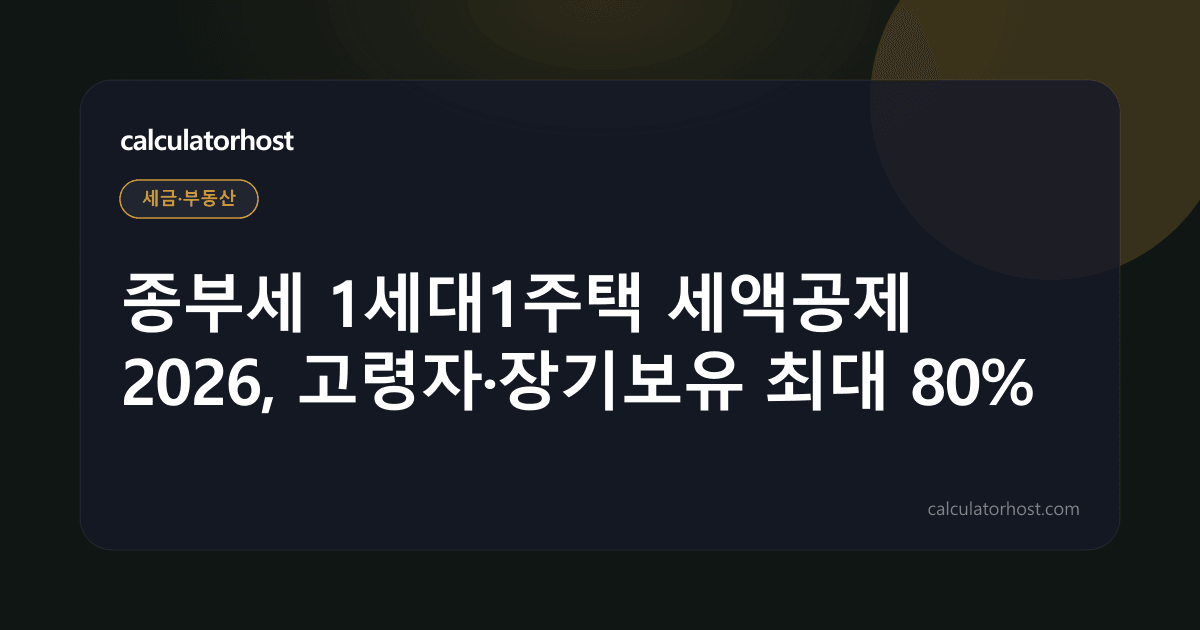 calculatorhost
세금·부동산
종부세 1세대1주택 세액공제
2026, 고령자·장기보유 최대 80%
calculatorhost.com